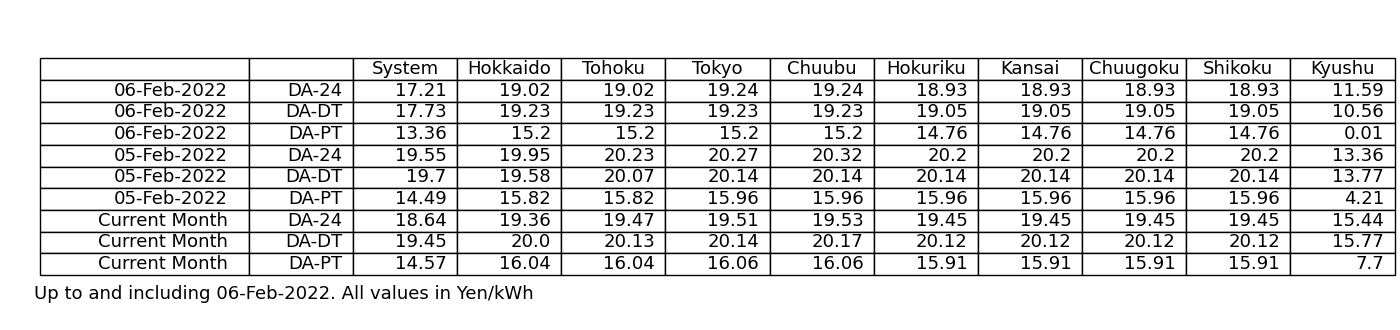 System Hokkaido Tohoku Tokyo Chuubu Hokuriku Kansai Chuugoku Shikoku Kyushu
06-Feb-2022 DA-24 17.21 19.02 19.02 19.24 19.24 18.93 18.93 18.93 18.93 11.59
06-Feb-2022 DA-DT 17.73 19.23 19.23 19.23 19.23 19.05 19.05 19.05 19.05 10.56
06-Feb-2022 DA-PT 13.36 15.2 15.2 15.2 15.2 14.76 14.76 14.76 14.76 0.01
05-Feb-2022 DA-24 19.55 19.95 20.23 20.27 20.32 20.2 20.2 20.2 20.2 13.36
05-Feb-2022 DA-DT 19.7 19.58 20.07 20.14 20.14 20.14 20.14 20.14 20.14 13.77
05-Feb-2022 DA-PT 14.49 15.82 15.82 15.96 15.96 15.96 15.96 15.96 15.96 4.21
Current Month DA-24 18.64 19.36 19.47 19.51 19.53 19.45 19.45 19.45 19.45 15.44
Current Month DA-DT 19.45 20.0 20.13 20.14 20.17 20.12 20.12 20.12 20.12 15.77
Current Month DA-PT 14.57 16.04 16.04 16.06 16.06 15.91 15.91 15.91 15.91 7.7
Up to and including 06-Feb-2022. All values in Yen/kWh